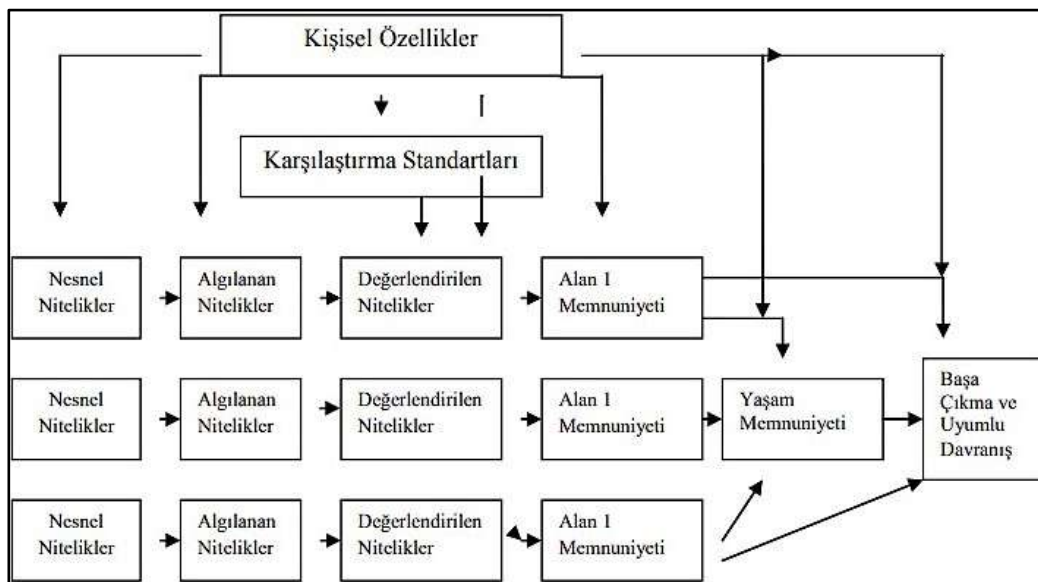 Kişisel Özellikler
Karşılaştırma Standartları
Nesnel
Nitelikler
Algılanan
Nitelikler
Değerlendirilen
Nitelikler
Alan 1
Memnuniyeti
Nesnel
Nitelikler
Algılanan
Nitelikler
Değerlendirilen
Nitelikler
Alan 1
Memnuniyeti
Yaşam
Memnuniyeti
Başa
Çıkma ve
Uyumlu
Davranış
Nesnel
Nitelikler
Algılanan
Nitelikler
Değerlendirilen
Nitelikler
Alan 1
Memnuniyeti